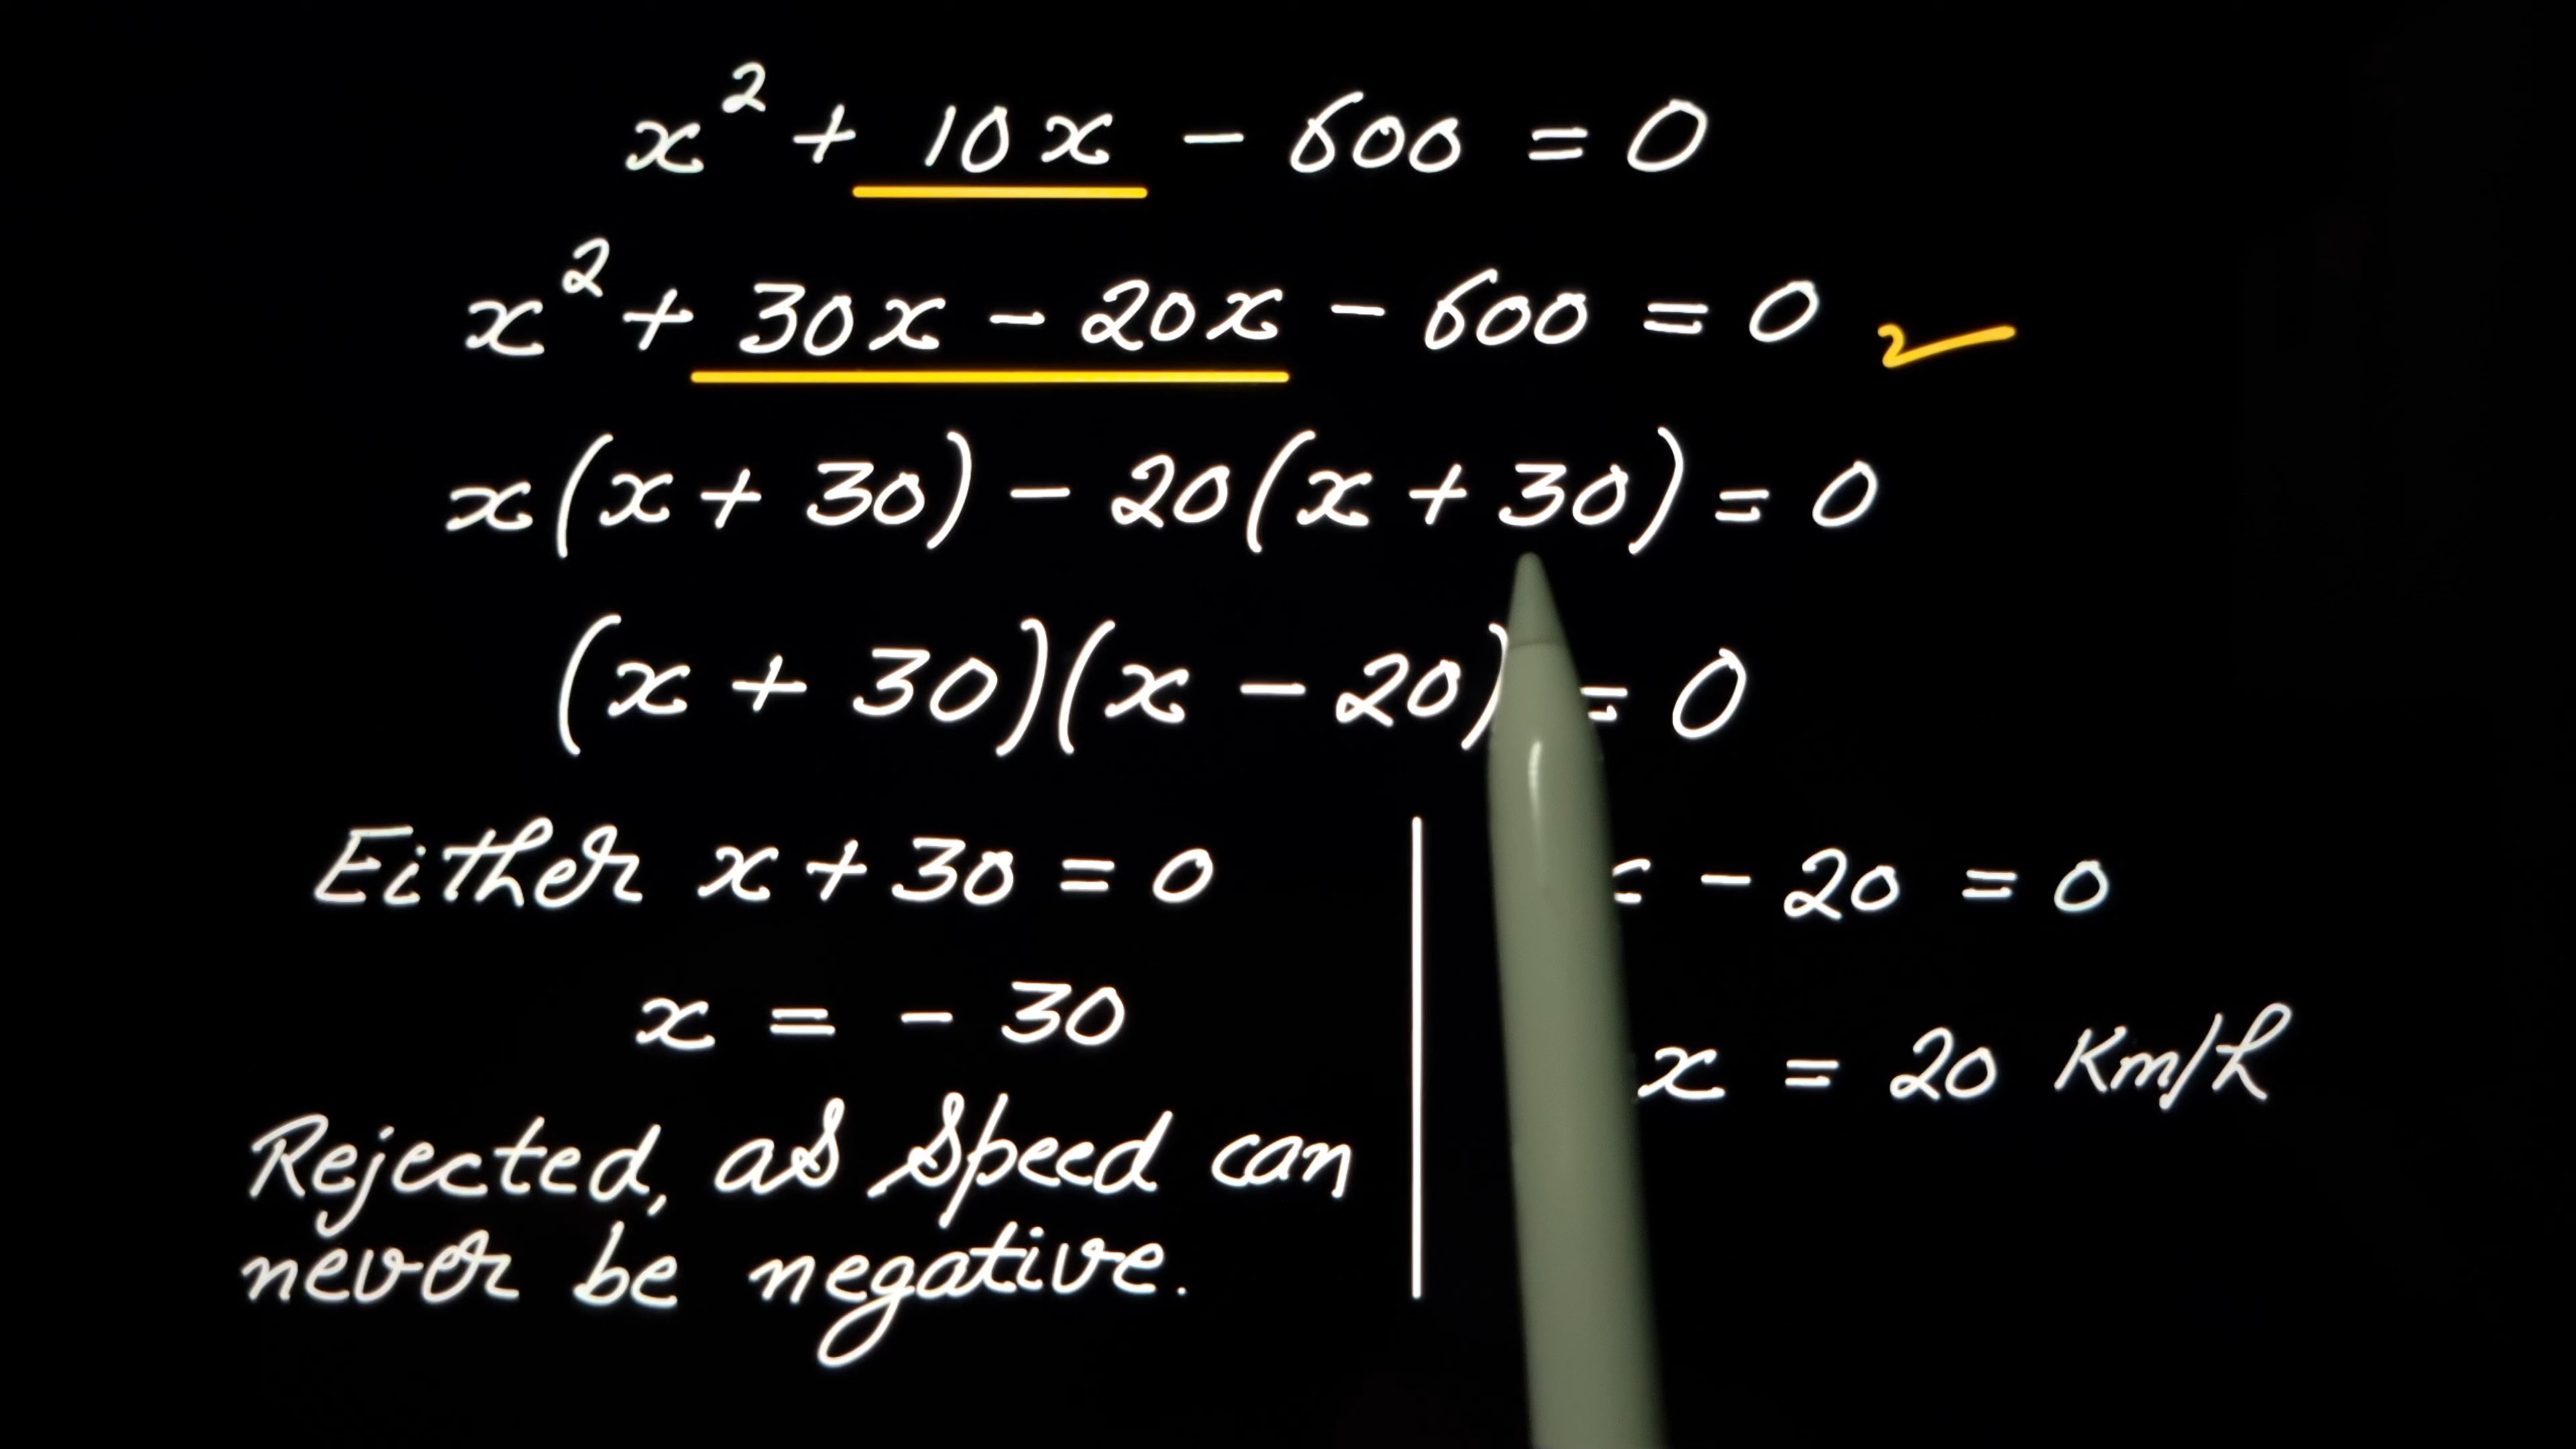 x² + 10x - 600 = 0
x² + 30x - 20x - 600 = 0
x(x + 30) - 20(x + 30) = 0
(x + 30)(x - 20) = 0
Either x + 30 = 0
x = - 30
Rejected, as Speed can
never be negative.
- 20 = 0
x = 20 Km/h